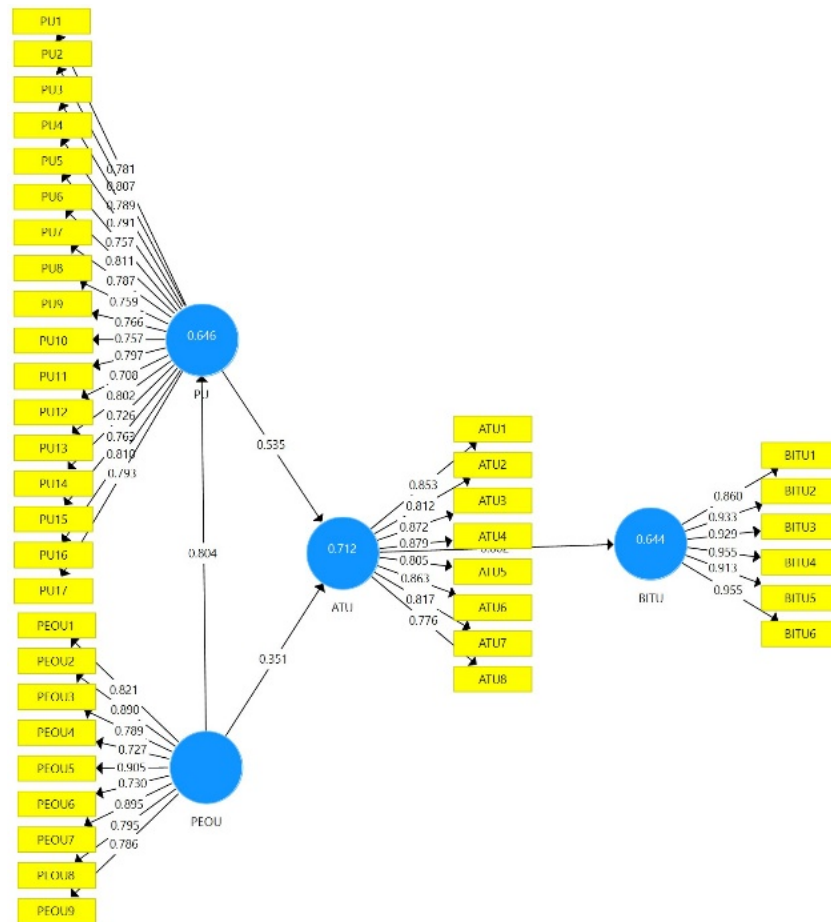 PU1
PU2
PU3
PU4
PU5
PU6
PU7
PU8
PU9
PU10
PU11
PU12
PU13
PU14
PU15
PU16
PU17
0.781
0.807
0.789
0.791
0.757
0.811
0.787
0.759
0.766
0.757
0.797
0.708
0.802
0.726
0.763
0.810
0.793
0.646
PU
0.535
0.804
0.351
PEOU1
PEOU2
PEOU3
PEOU4
PEOU5
PEOU6
PEOU7
PEOU8
PEOU9
0.821
0.890
0.789
0.727
0.905
0.730
0.895
0.795
0.786
PEOU
0.712
ATU
0.853
0.812
0.872
0.879
0.805
0.863
0.817
0.776
ATU1
ATU2
ATU3
ATU4
ATU5
ATU6
ATU7
ATU8
0.644
BITU
0.860
0.933
0.929
0.955
0.913
0.955
BITU1
BITU2
BITU3
BITU4
BITU5
BITU6